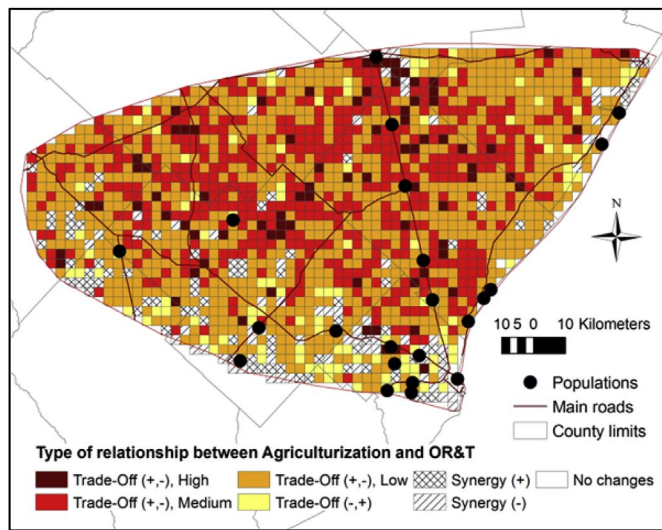 N
10 5 0 10 Kilometers
Populations
Main roads
County limits
Type of relationship between Agriculturization and OR&T
Trade-Off (+,-), High
Trade-Off (+,-), Low
Synergy (+)
No changes
Trade-Off (+,-), Medium
Trade-Off (-,+)
Synergy (-)